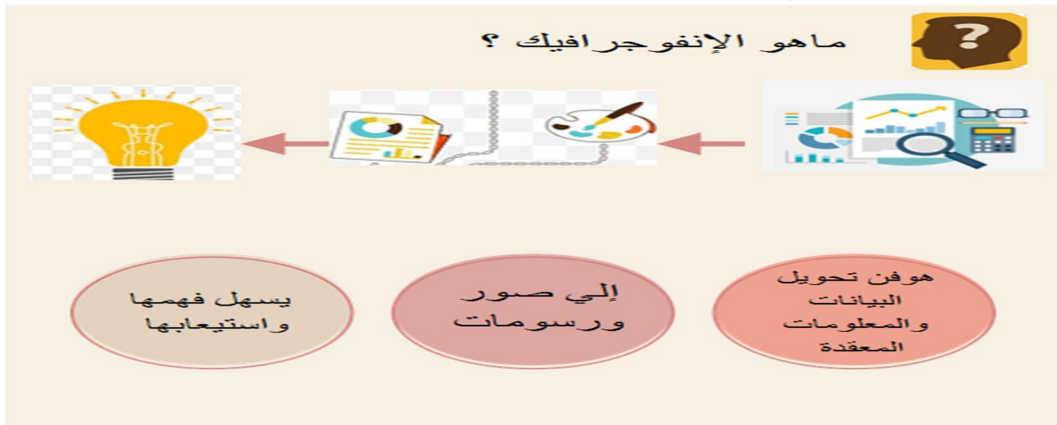 ماهو الإنفوجرافيك ؟
هوفن تحويل
البيانات
والمعلومات
المعقدة
إلي صور
ورسومات
يسهل فهمها
واستيعابها